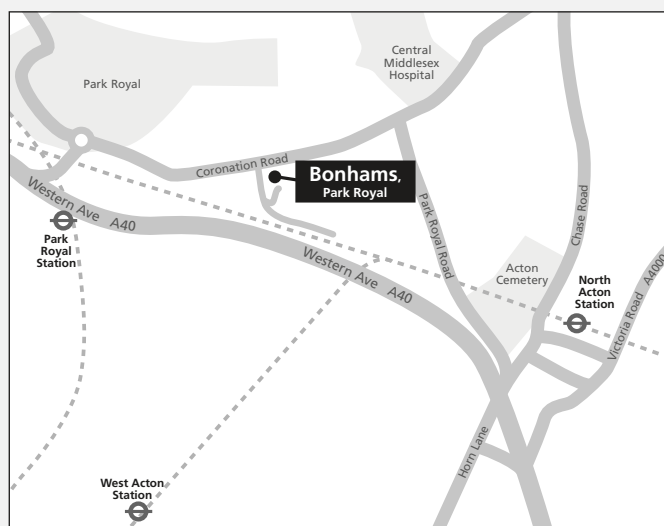 Central
Middlesex
Hospital
Park Royal
Coronation Road
Bonhams,
Park Royal
Western Ave A40
Park
Royal
Station
Park Royal Road
Chase Road
Western Ave A40
Acton
Cemetery
North
Acton
Station
Victoria Road A4000
Horn Lane
West Acton
Station